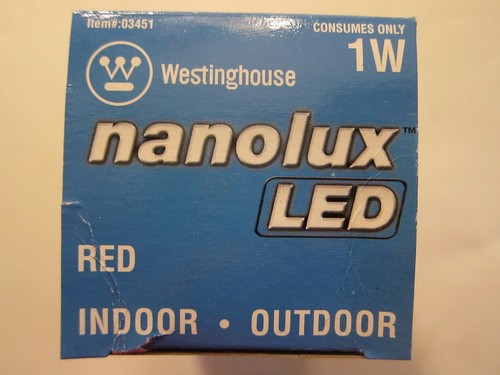 Item#:03451
CONSUMES ONLY
1W
Westinghouse
nanolux™
LED
RED
INDOOR • OUTDOOR